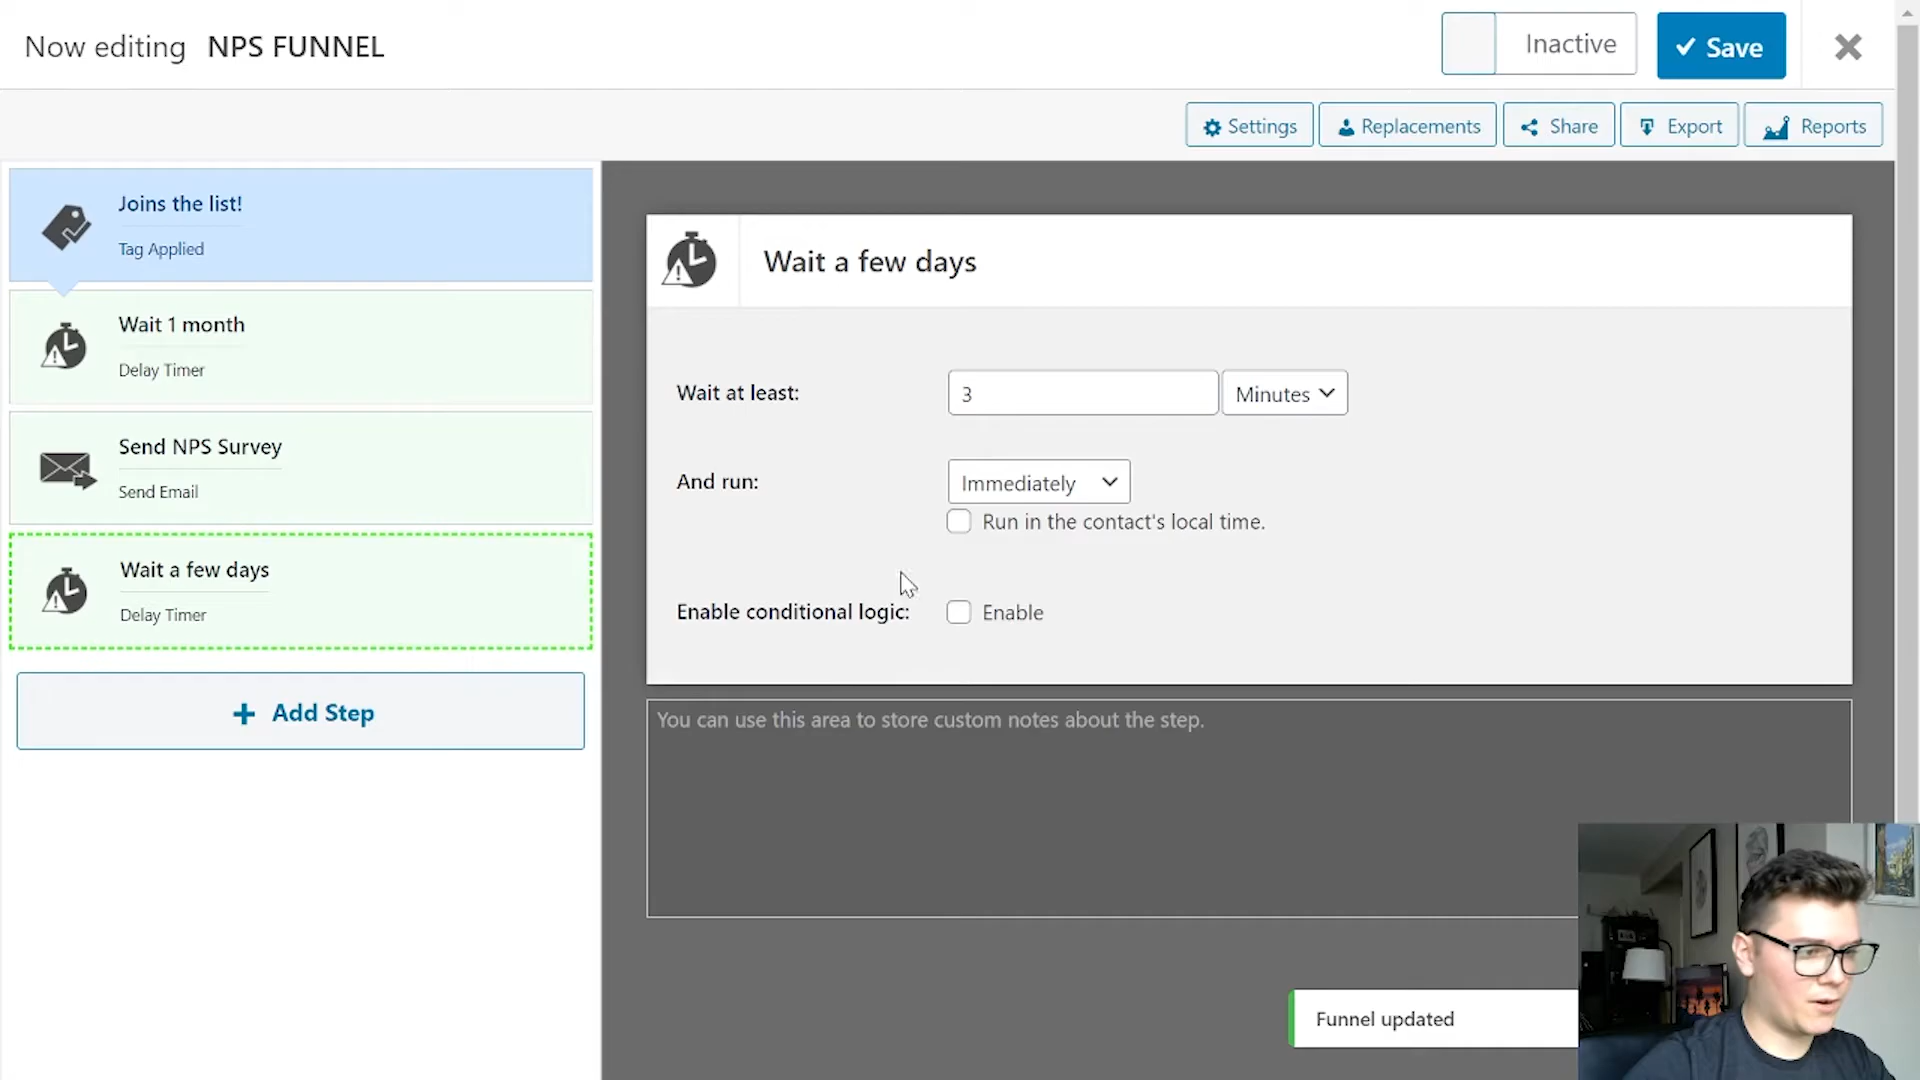 Now editing NPS FUNNEL
Inactive
Save
Settings
Replacements
Share
Export
Reports
Joins the list!
Tag Applied
Wait 1 month
Delay Timer
Send NPS Survey
Send Email
Wait a few days
Delay Timer
+ Add Step
Wait a few days
Wait at least: 3 Minutes
And run: Immediately
Run in the contact's local time.
Enable conditional logic: Enable
You can use this area to store custom notes about the step.
Funnel updated